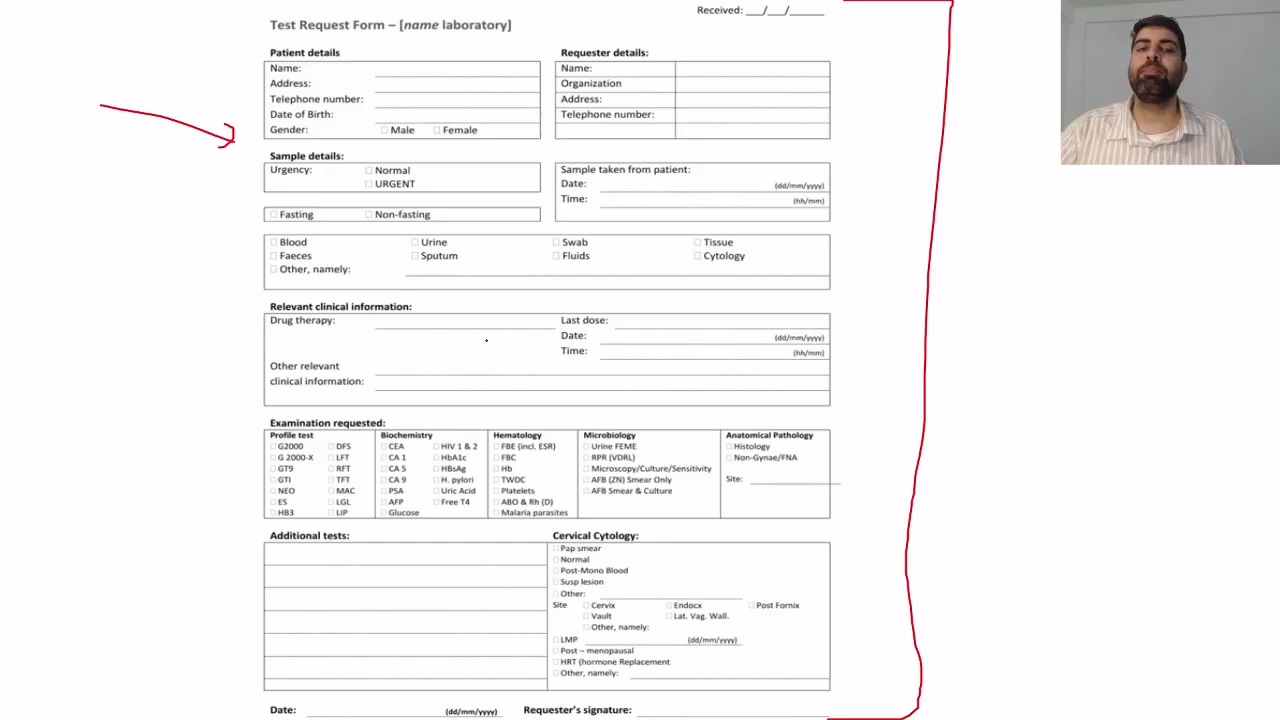 Received: ___/___/______
Test Request Form – [name laboratory]
Patient details
Requester details:
Name:
Name:
Address:
Organization
Telephone number:
Address:
Date of Birth:
Telephone number:
Gender: □ Male □ Female
Sample details:
Urgency: □ Normal
□ URGENT
Sample taken from patient:
Date: (dd/mm/yyyy)
Time: (hh/mm)
□ Fasting □ Non-fasting
□ Blood □ Urine □ Swab □ Tissue
□ Faeces □ Sputum □ Fluids □ Cytology
□ Other, namely:
Relevant clinical information:
Drug therapy: Last dose:
Date: (dd/mm/yyyy)
Time: (hh/mm)
Other relevant
clinical information:
Examination requested:
Profile test Biochemistry Hematology Microbiology Anatomical Pathology
□ G2000 □ DFS □ CEA □ HIV 1 & 2 □ FBE (incl. ESR) □ Urine FEME □ Histology
□ G 2000-X □ LFT □ CA 1 □ HbA1c □ FBC □ RPR (VDRL) □ Non-Gynae/FNA
□ GT9 □ RFT □ CA 5 □ HBsAg □ Hb □ Microscopy/Culture/Sensitivity
□ GTI □ TFT □ CA 9 □ H. pylori □ TWDC □ AFB (ZN) Smear Only Site:
□ NEO □ MAC □ PSA □ Uric Acid □ Platelets □ AFB Smear & Culture
□ ES □ LGL □ AFP □ Free T4 □ ABO & Rh (D)
□ HB3 □ LIP □ Glucose □ Malaria parasites
Additional tests:
Cervical Cytology:
□ Pap smear
□ Normal
□ Post-Mono Blood
□ Susp lesion
□ Other:
Site □ Cervix □ Endocx □ Post Fornix
□ Vault □ Lat. Vag. Wall.
□ Other, namely:
□ LMP (dd/mm/yyyy)
□ Post – menopausal
□ HRT (hormone Replacement
□ Other, namely:
Date: (dd/mm/yyyy) Requester's signature: